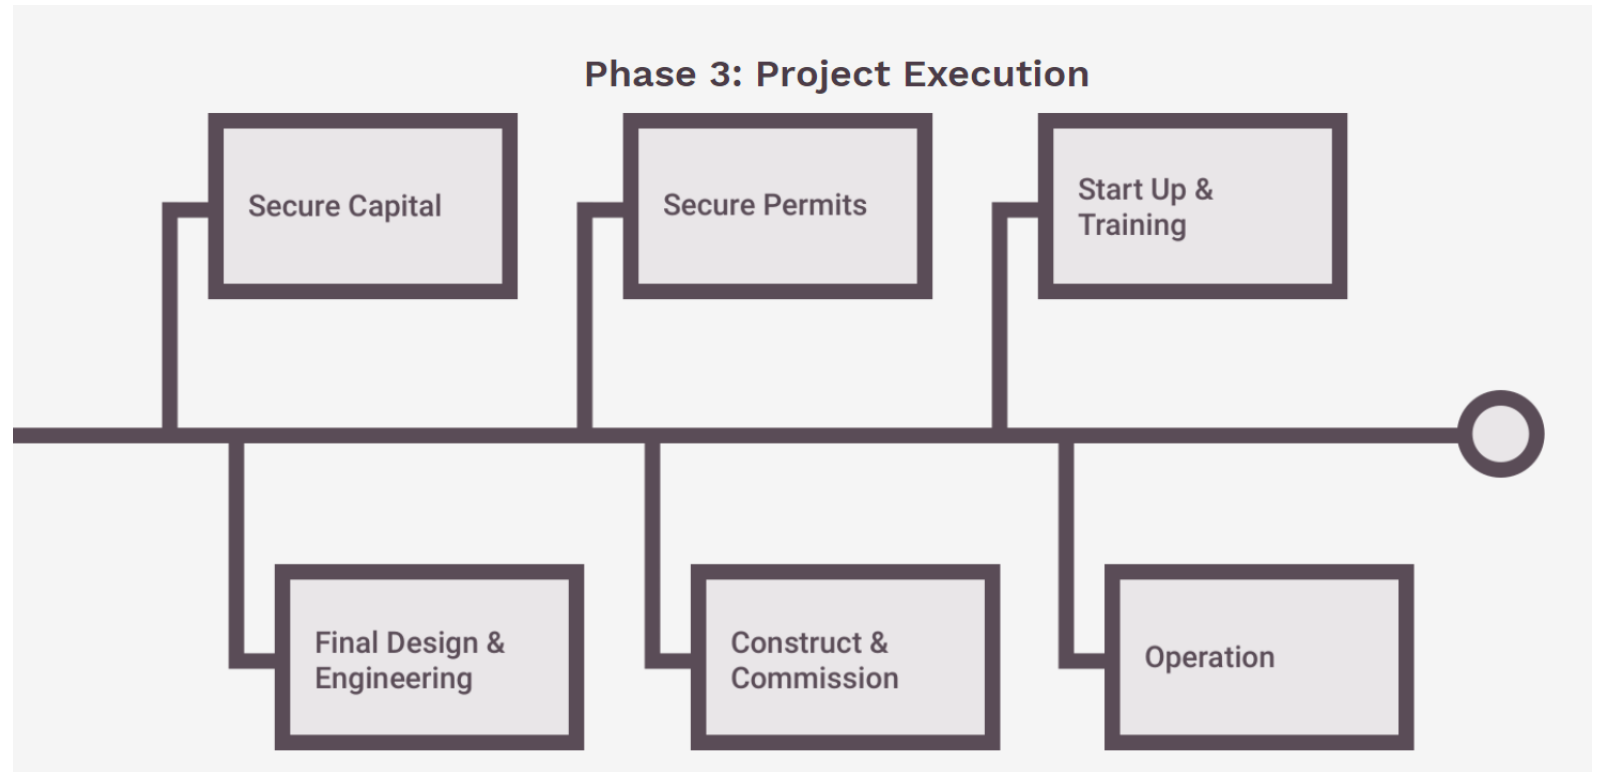 Phase 3: Project Execution
Secure Capital
Secure Permits
Start Up &
Training
Final Design &
Engineering
Construct &
Commission
Operation